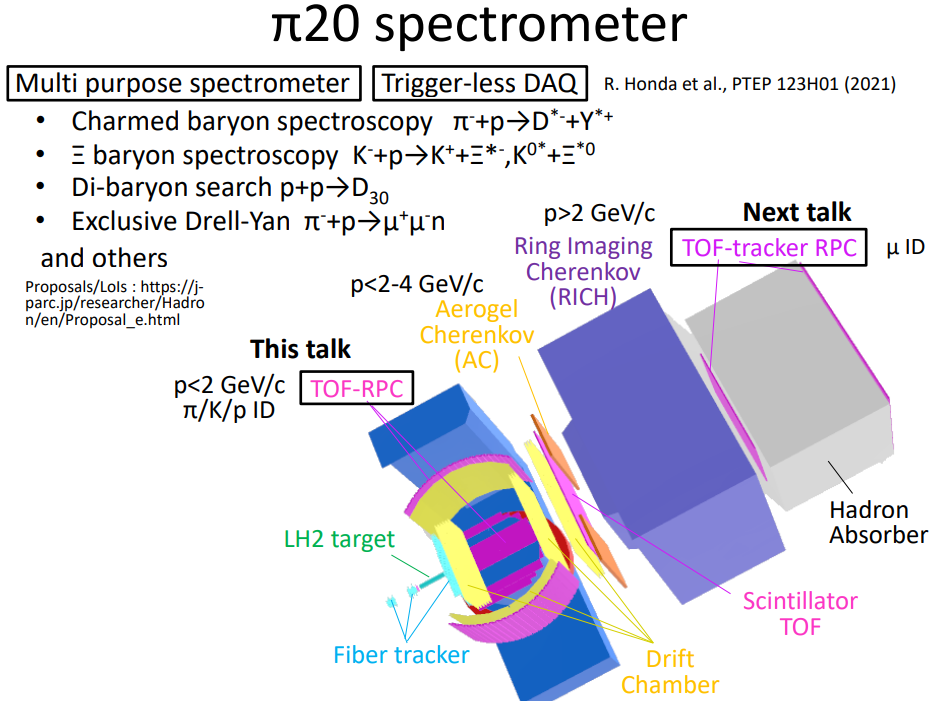 π20 spectrometer
Multi purpose spectrometer Trigger-less DAQ R. Honda et al., PTEP 123H01 (2021)
• Charmed baryon spectroscopy π⁻+p→D*⁻+Y*⁺
• Ξ baryon spectroscopy K⁻+p→K⁺+Ξ*⁻,K⁰*+Ξ*⁰
• Di-baryon search p+p→D₃₀
• Exclusive Drell-Yan π⁻+p→μ⁺μ⁻n
and others
Proposals/LoIs : https://j-
parc.jp/researcher/Hadro
n/en/Proposal_e.html
p>2 GeV/c
Ring Imaging
Cherenkov
(RICH)
Next talk
TOF-tracker RPC
μ ID
p<2-4 GeV/c
Aerogel
Cherenkov
(AC)
This talk
p<2 GeV/c
π/K/p ID
TOF-RPC
LH2 target
Fiber tracker
Hadron
Absorber
Scintillator
TOF
Drift
Chamber